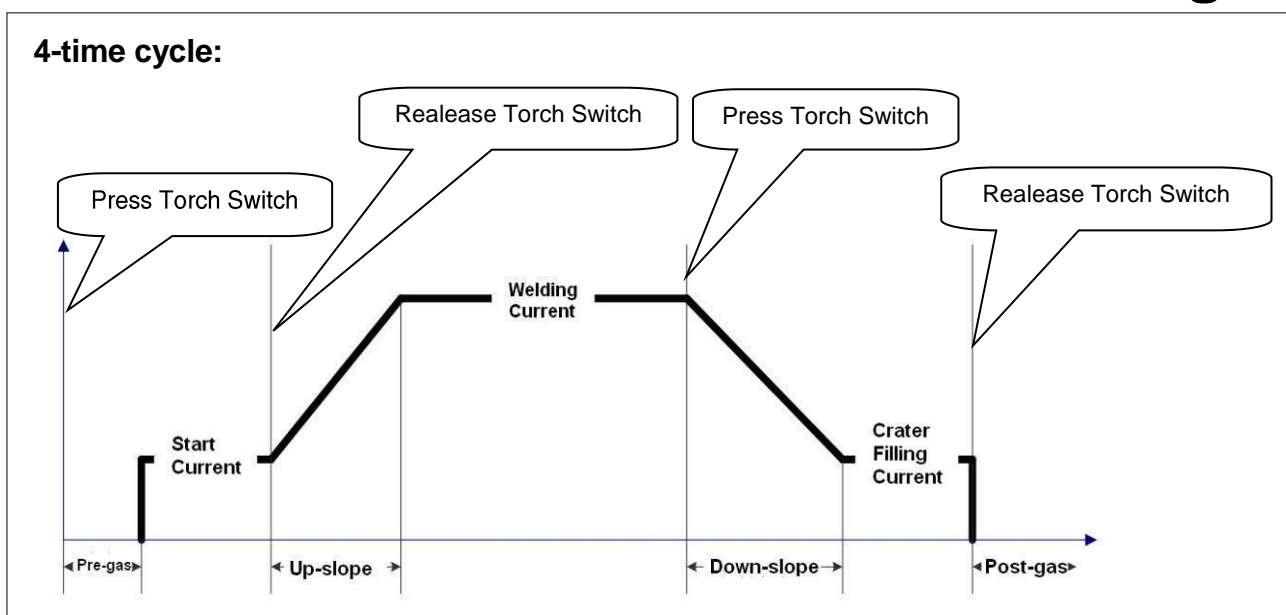 4-time cycle:
Realease Torch Switch
Press Torch Switch
Press Torch Switch
Realease Torch Switch
Welding
Current
Start
Current
Crater
Filling
Current
Pre-gas
Up-slope
Down-slope
Post-gas